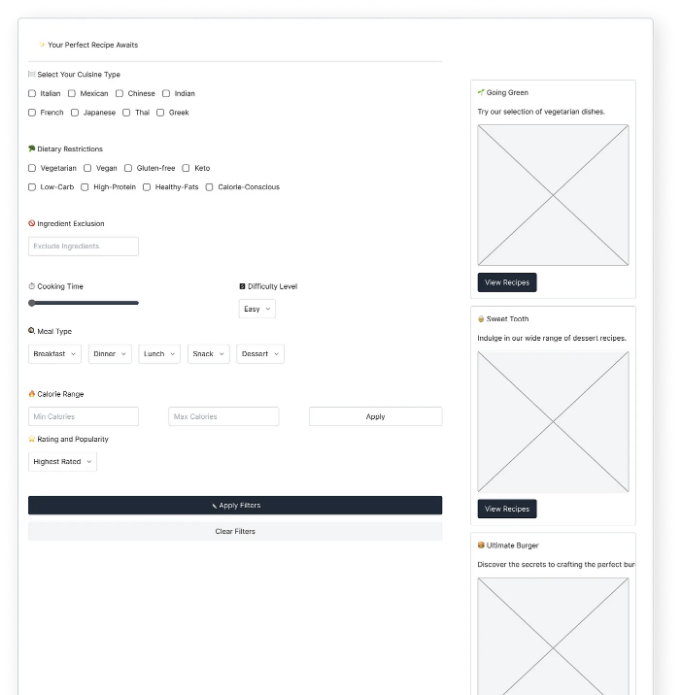 Your Perfect Recipe Awaits
Select Your Cuisine Type
Italian Mexican Chinese Indian
French Japanese Thai Greek
Dietary Restrictions
Vegetarian Vegan Gluten-free Keto
Low-Carb High-Protein Healthy-Fats Calorie-Conscious
Ingredient Exclusion
Exclude Ingredients
Cooking Time Difficulty Level
Easy
Meal Type
Breakfast Dinner Lunch Snack Dessert
Calorie Range
Min Calories Max Calories Apply
Rating and Popularity
Highest Rated
Apply Filters
Clear Filters
Going Green
Try our selection of vegetarian dishes.
View Recipes
Sweet Tooth
Indulge in our wide range of dessert recipes.
View Recipes
Ultimate Burger
Discover the secrets to crafting the perfect bur